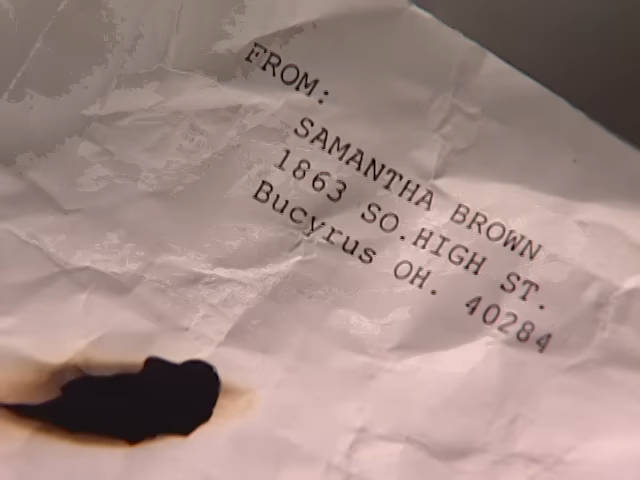 FROM:
SAMANTHA BROWN
1863 SO.HIGH ST.
Bucyrus OH. 40284